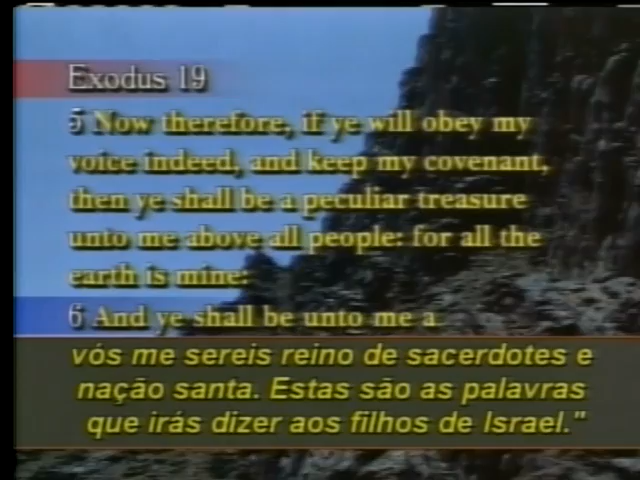 Exodus 19
5 Now therefore, if ye will obey my
voice indeed, and keep my covenant,
then ye shall be a peculiar treasure
unto me above all people: for all the
earth is mine:
6 And ye shall be unto me a
vós me sereis reino de sacerdotes e
nação santa. Estas são as palavras
que irás dizer aos filhos de Israel."